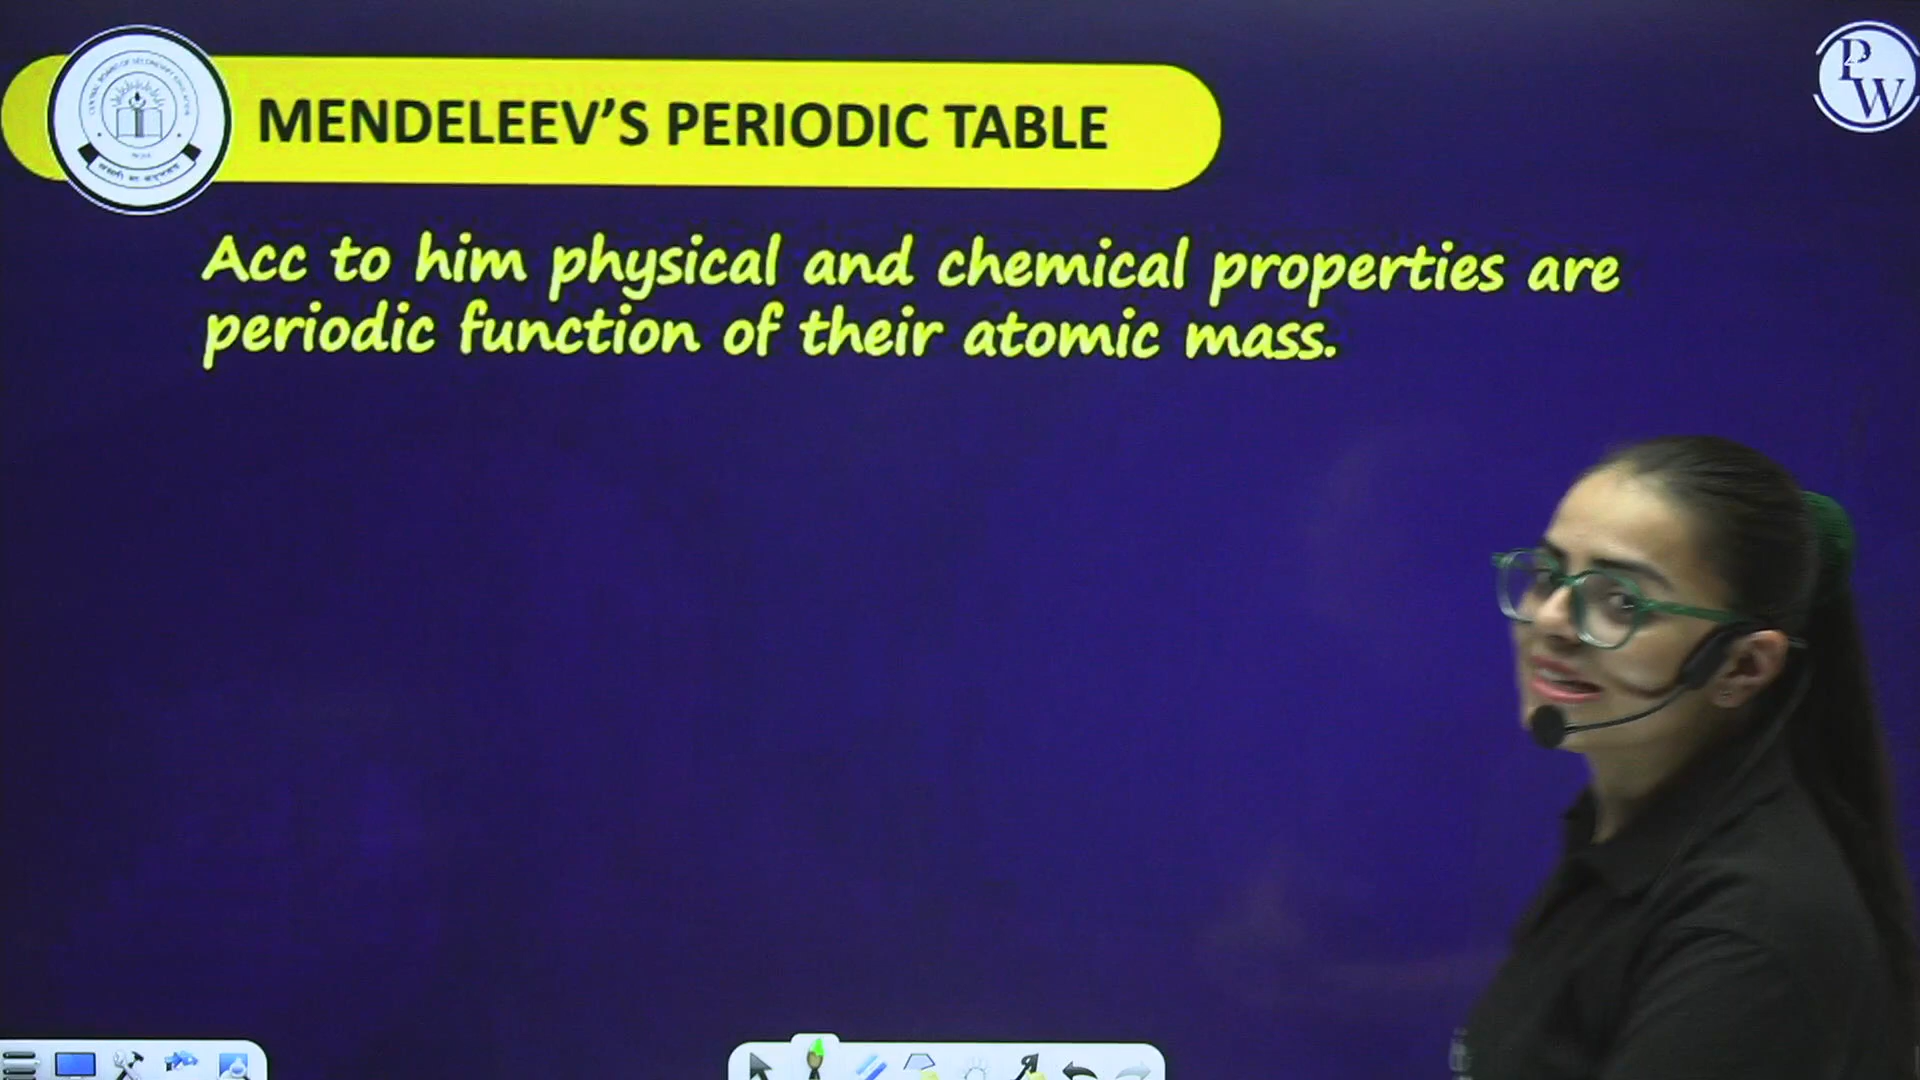 MENDELEEV'S PERIODIC TABLE
P
W
Acc to him physical and chemical properties are
periodic function of their atomic mass.